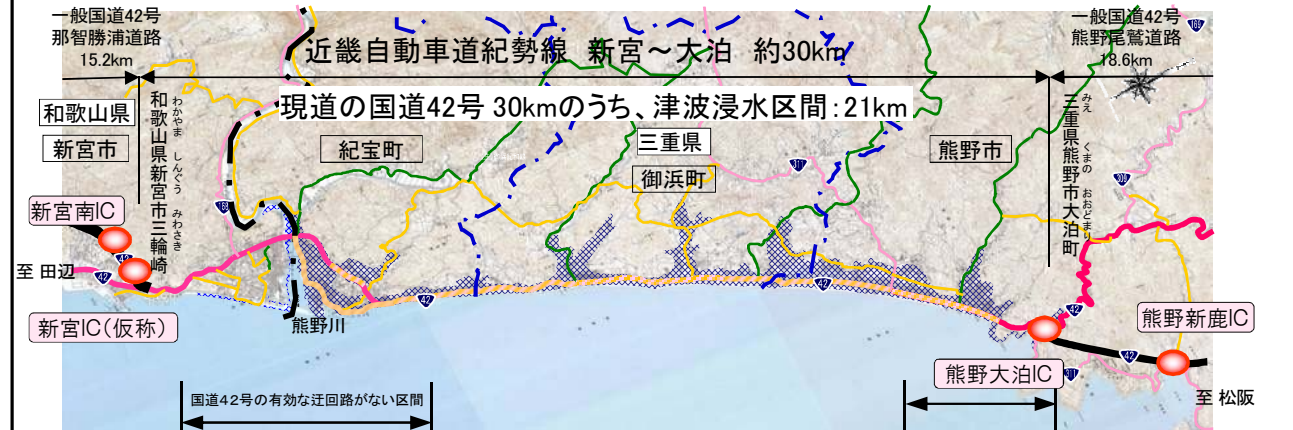 一般国道42号
那智勝浦道路
15.2km
近畿自動車道紀勢線 新宮～大泊 約30km
一般国道42号
熊野尾鷲道路
18.6km
現道の国道42号 30kmのうち、津波浸水区間：21km
和歌山県
新宮市
和歌山県新宮市三輪崎
わかやま しんぐう みわさき
紀宝町
三重県
御浜町
熊野市
三重県熊野市大泊町
みえ くまの おおどまり
169
311
309
169
新宮南IC
42
至 田辺
42
新宮IC（仮称）
熊野川
42
42
42
熊野新鹿IC
42
熊野大泊IC
311
至 松阪
国道42号の有効な迂回路がない区間